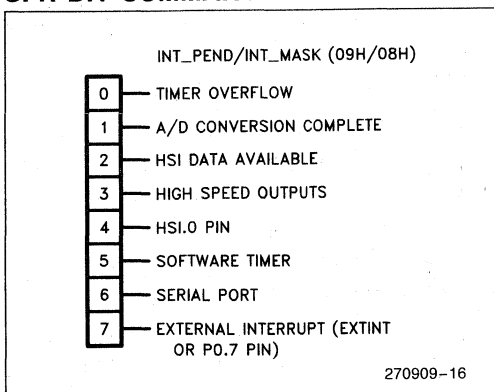 INT_PEND/INT_MASK (09H/08H)
0 TIMER OVERFLOW
1 A/D CONVERSION COMPLETE
2 HSI DATA AVAILABLE
3 HIGH SPEED OUTPUTS
4 HSI.0 PIN
5 SOFTWARE TIMER
6 SERIAL PORT
7 EXTERNAL INTERRUPT (EXTINT
OR P0.7 PIN)
270909-16